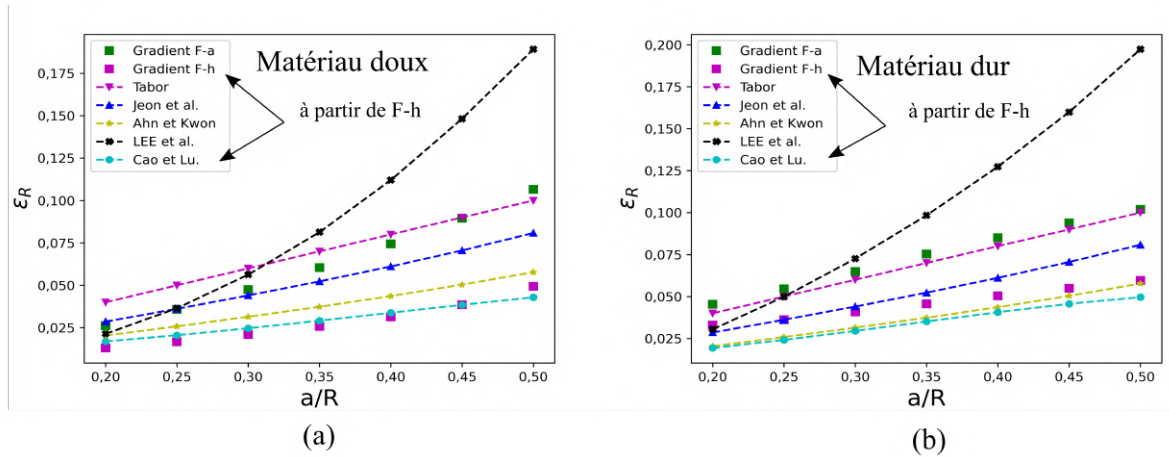 Gradient F-a
Gradient F-h
Tabor
Jeon et al.
Ahn et Kwon
LEE et al.
Cao et Lu.
Matériau doux
à partir de F-h
0,175
0,150
0,125
0,100
0,075
0,050
0,025
ε_R
0,20 0,25 0,30 0,35 0,40 0,45 0,50
a/R
(a)
Gradient F-a
Gradient F-h
Tabor
Jeon et al.
Ahn et Kwon
LEE et al.
Cao et Lu.
Matériau dur
à partir de F-h
0,200
0,175
0,150
0,125
0,100
0,075
0,050
0,025
ε_R
0,20 0,25 0,30 0,35 0,40 0,45 0,50
a/R
(b)